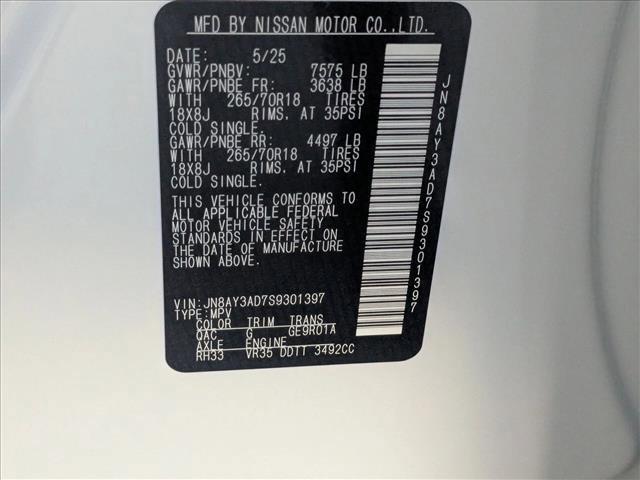 MFD BY NISSAN MOTOR CO.,LTD.
DATE: 5/25
GVWR/PNBV: 7575 LB
GAWR/PNBE FR: 3638 LB
WITH 265/70R18 TIRES
18X8J RIMS. AT 35PSI
COLD SINGLE.
GAWR/PNBE RR: 4497 LB
WITH 265/70R18 TIRES
18X8J RIMS. AT 35PSI
COLD SINGLE.
THIS VEHICLE CONFORMS TO
ALL APPLICABLE FEDERAL
MOTOR VEHICLE SAFETY
STANDARDS IN EFFECT ON
THE DATE OF MANUFACTURE
SHOWN ABOVE.
VIN:JN8AY3AD7S9301397
TYPE:MPV
COLOR TRIM TRANS
QAC G GE9R01A
AXLE ENGINE
RH33 VR35 DDTT 3492CC
JN8AY3AD7S9301397